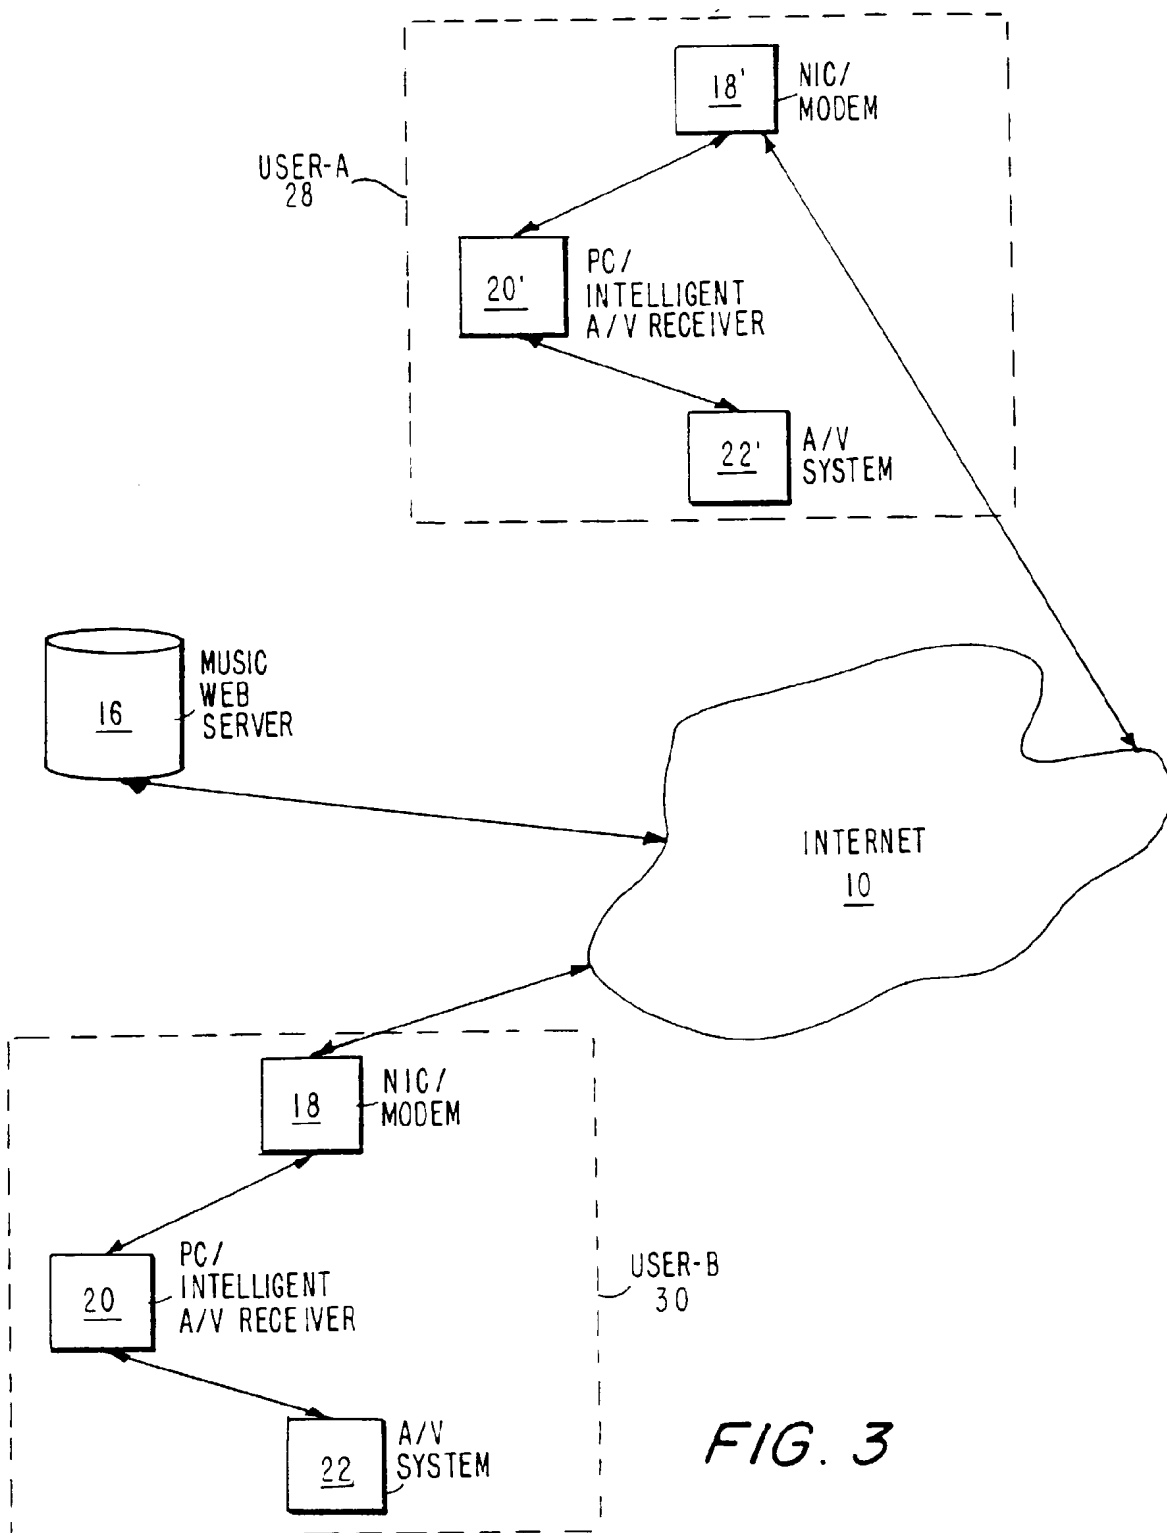 18'
NIC/
MODEM
USER-A
28
20'
PC/
INTELLIGENT
A/V RECEIVER
22'
A/V
SYSTEM
16
MUSIC
WEB
SERVER
INTERNET
10
18
NIC/
MODEM
20
PC/
INTELLIGENT
A/V RECEIVER
USER-B
30
22
A/V
SYSTEM
FIG. 3